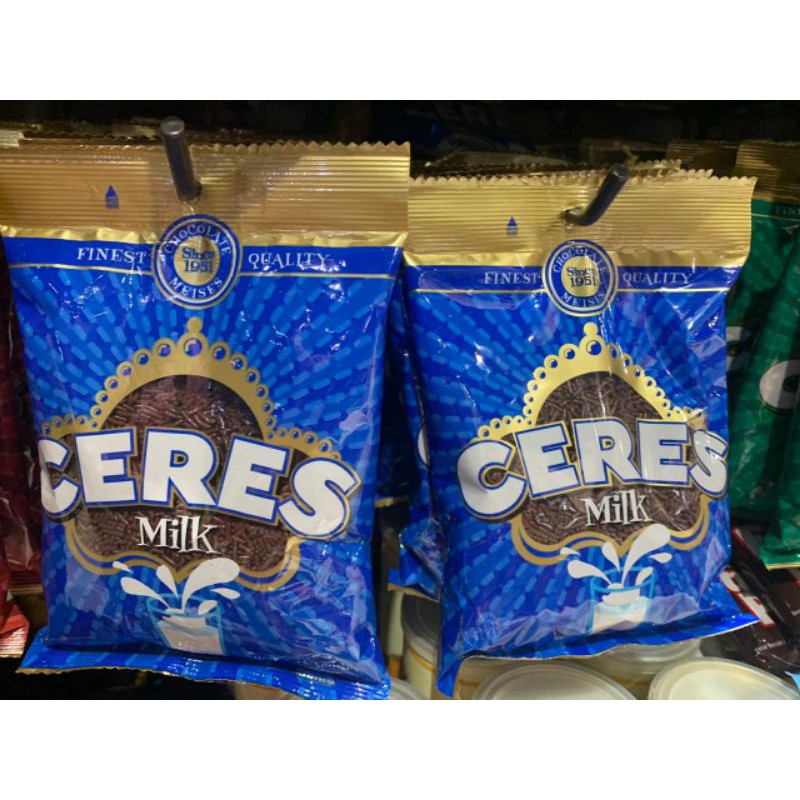 FINEST QUALITY
CHOCOLATE
Since
1951
MEISES
CERES
Milk
FINEST QUALITY
CHOCOLATE
Since
1951
MEISES
CERES
Milk